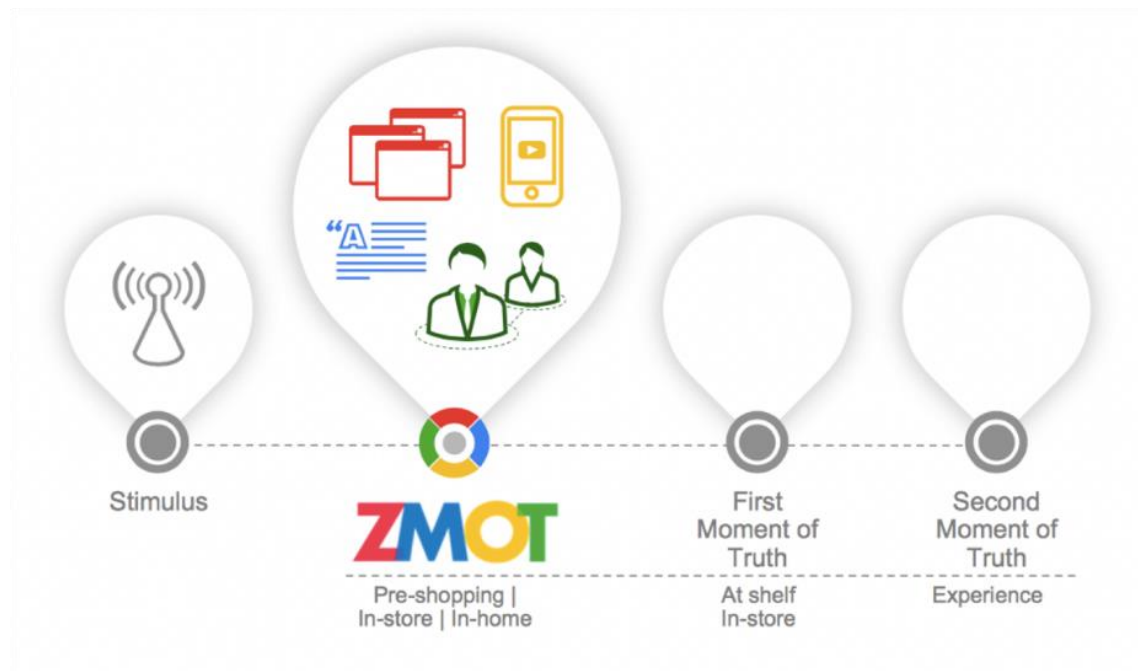 “A
Stimulus
ZMOT
First
Moment of
Truth
Second
Moment of
Truth
Pre-shopping |
In-store | In-home
At shelf
In-store
Experience